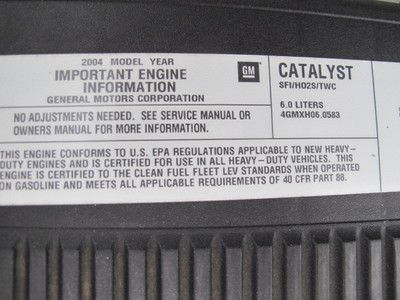 2004 MODEL YEAR
IMPORTANT ENGINE
INFORMATION
GENERAL MOTORS CORPORATION
GM
NO ADJUSTMENTS NEEDED. SEE SERVICE MANUAL OR
OWNERS MANUAL FOR MORE INFORMATION.
CATALYST
SFI/HO2S/TWC
6.0 LITERS
4GMXH06.0583
THIS ENGINE CONFORMS TO U.S. EPA REGULATIONS APPLICABLE TO NEW HEAVY-
DUTY ENGINES AND IS CERTIFIED FOR USE IN ALL HEAVY-DUTY VEHICLES. THIS
ENGINE IS CERTIFIED TO THE CLEAN FUEL FLEET LEV STANDARDS WHEN OPERATED
ON GASOLINE AND MEETS ALL APPLICABLE REQUIREMENTS OF 40 CFR PART 88.